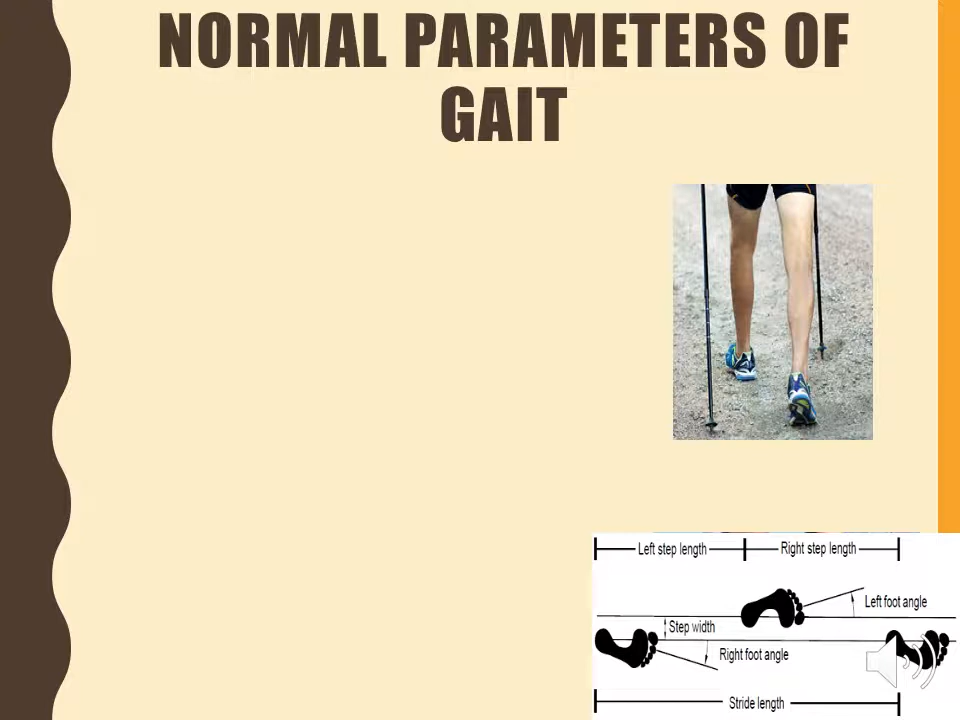 NORMAL PARAMETERS OF
GAIT
Left step length
Right step length
Left foot angle
Step width
Right foot angle
Stride length